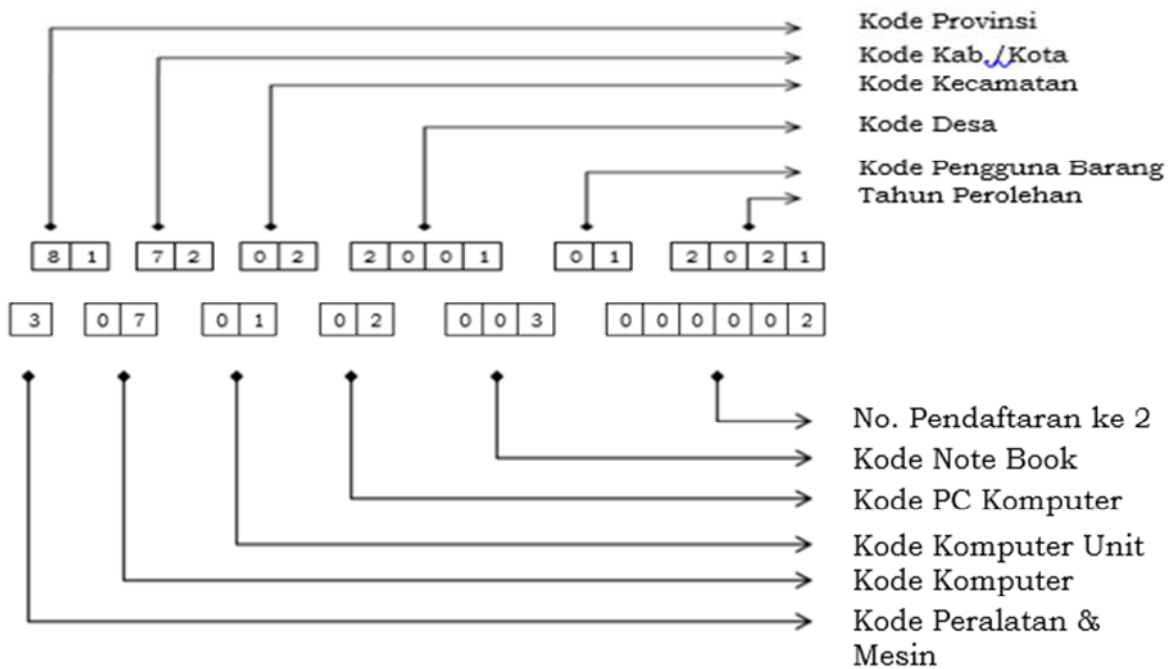 Kode Provinsi
Kode Kab./Kota
Kode Kecamatan
Kode Desa
Kode Pengguna Barang
Tahun Perolehan
8 1 7 2 0 2 2 0 0 1 0 1 2 0 2 1
3 0 7 0 1 0 2 0 0 3 0 0 0 0 0 2
No. Pendaftaran ke 2
Kode Note Book
Kode PC Komputer
Kode Komputer Unit
Kode Komputer
Kode Peralatan &
Mesin